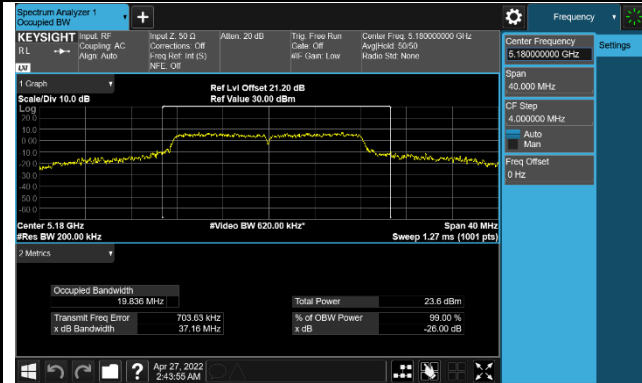 Spectrum Analyzer 1
Occupied BW
Frequency
KEYSIGHT
RL
LXI
Input: RF
Coupling: AC
Align: Auto
Input Z: 50 Ω
Corrections: Off
Freq Ref: Int (S)
NFE: Off
Atten: 20 dB
Trig: Free Run
Gate: Off
#IF Gain: Low
Center Freq: 5.180000000 GHz
Avg|Hold: 50/50
Radio Std: None
Center Frequency
5.180000000 GHz
Settings
Span
40.000 MHz
CF Step
4.000000 MHz
Auto
Man
Freq Offset
0 Hz
1 Graph
Scale/Div 10.0 dB
Ref Lvl Offset 21.20 dB
Ref Value 30.00 dBm
Log
20.0
10.0
0.00
-10.0
-20.0
-30.0
-40.0
-50.0
-60.0
Center 5.18 GHz
#Video BW 620.00 kHz*
Span 40 MHz
#Res BW 200.00 kHz
Sweep 1.27 ms (1001 pts)
2 Metrics
Occupied Bandwidth
19.836 MHz
Total Power
23.6 dBm
Transmit Freq Error
703.63 kHz
% of OBW Power
99.00 %
x dB Bandwidth
37.16 MHz
x dB
-26.00 dB
?
Apr 27, 2022
2:43:55 AM